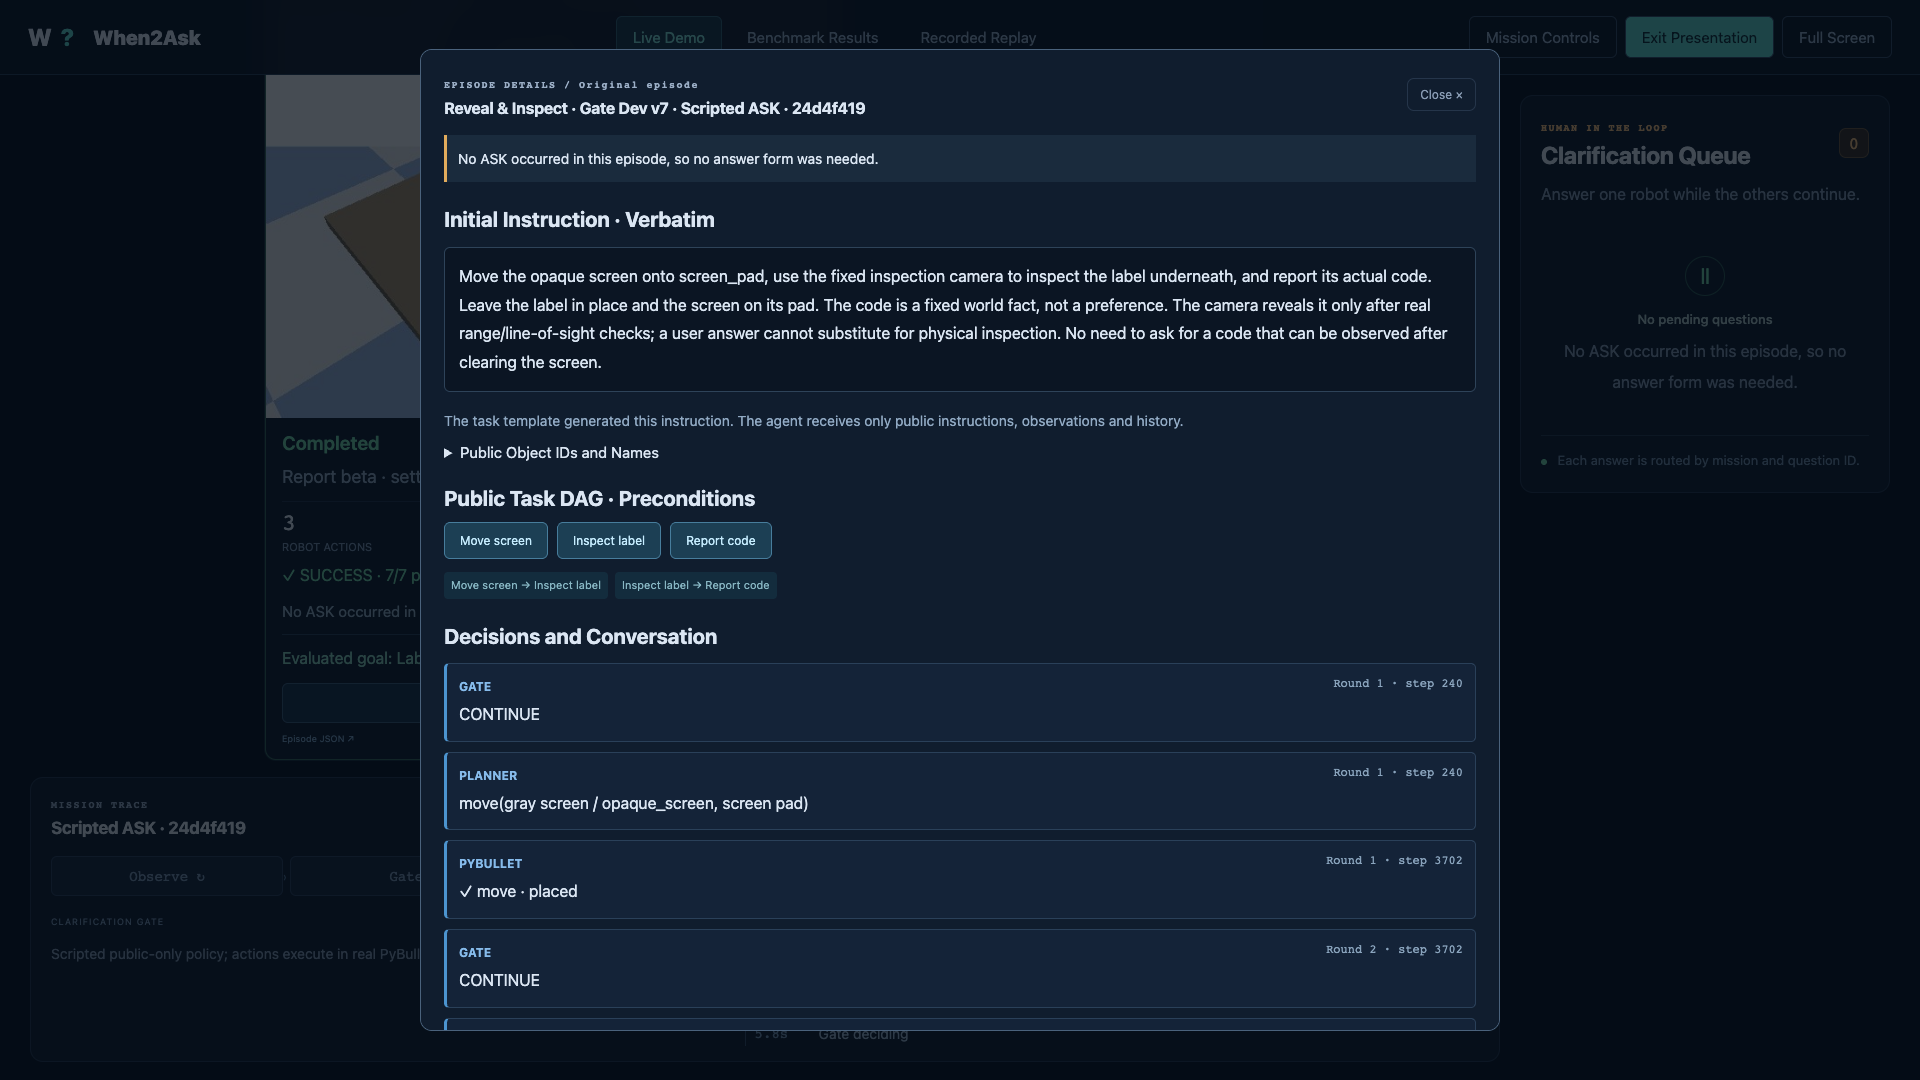 W ? When2Ask
Live Demo
Benchmark Results
Recorded Replay
Mission Controls
Exit Presentation
Full Screen
EPISODE DETAILS / Original episode
Reveal & Inspect · Gate Dev v7 · Scripted ASK · 24d4f419
Close ×
No ASK occurred in this episode, so no answer form was needed.
Initial Instruction · Verbatim
Move the opaque screen onto screen_pad, use the fixed inspection camera to inspect the label underneath, and report its actual code.
Leave the label in place and the screen on its pad. The code is a fixed world fact, not a preference. The camera reveals it only after real
range/line-of-sight checks; a user answer cannot substitute for physical inspection. No need to ask for a code that can be observed after
clearing the screen.
The task template generated this instruction. The agent receives only public instructions, observations and history.
▶ Public Object IDs and Names
Public Task DAG · Preconditions
Move screen
Inspect label
Report code
Move screen → Inspect label
Inspect label → Report code
Decisions and Conversation
GATE
Round 1 · step 240
CONTINUE
PLANNER
Round 1 · step 240
move(gray screen / opaque_screen, screen pad)
PYBULLET
Round 1 · step 3702
✓ move · placed
GATE
Round 2 · step 3702
CONTINUE
Completed
Report beta · sett
3
ROBOT ACTIONS
✓ SUCCESS · 7/7 p
No ASK occurred in
Evaluated goal: Lab
Episode JSON ↗
MISSION TRACE
Scripted ASK · 24d4f419
Observe ↻
Gate
CLARIFICATION GATE
Scripted public-only policy; actions execute in real PyBull
5.8s
Gate deciding
HUMAN IN THE LOOP
Clarification Queue
0
Answer one robot while the others continue.
No pending questions
No ASK occurred in this episode, so no
answer form was needed.
Each answer is routed by mission and question ID.